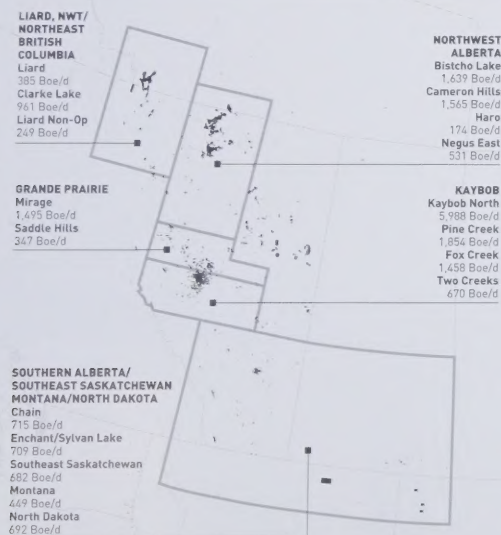 LIARD, NWT/
NORTHEAST
BRITISH
COLUMBIA
Liard
385 Boe/d
Clarke Lake
961 Boe/d
Liard Non-Op
249 Boe/d
NORTHWEST
ALBERTA
Bistcho Lake
1,639 Boe/d
Cameron Hills
1,565 Boe/d
Haro
174 Boe/d
Negus East
531 Boe/d
GRANDE PRAIRIE
Mirage
1,495 Boe/d
Saddle Hills
347 Boe/d
KAYBOB
Kaybob North
5,988 Boe/d
Pine Creek
1,854 Boe/d
Fox Creek
1,458 Boe/d
Two Creeks
670 Boe/d
SOUTHERN ALBERTA/
SOUTHEAST SASKATCHEWAN
MONTANA/NORTH DAKOTA
Chain
715 Boe/d
Enchant/Sylvan Lake
709 Boe/d
Southeast Saskatchewan
682 Boe/d
Montana
449 Boe/d
North Dakota
692 Boe/d